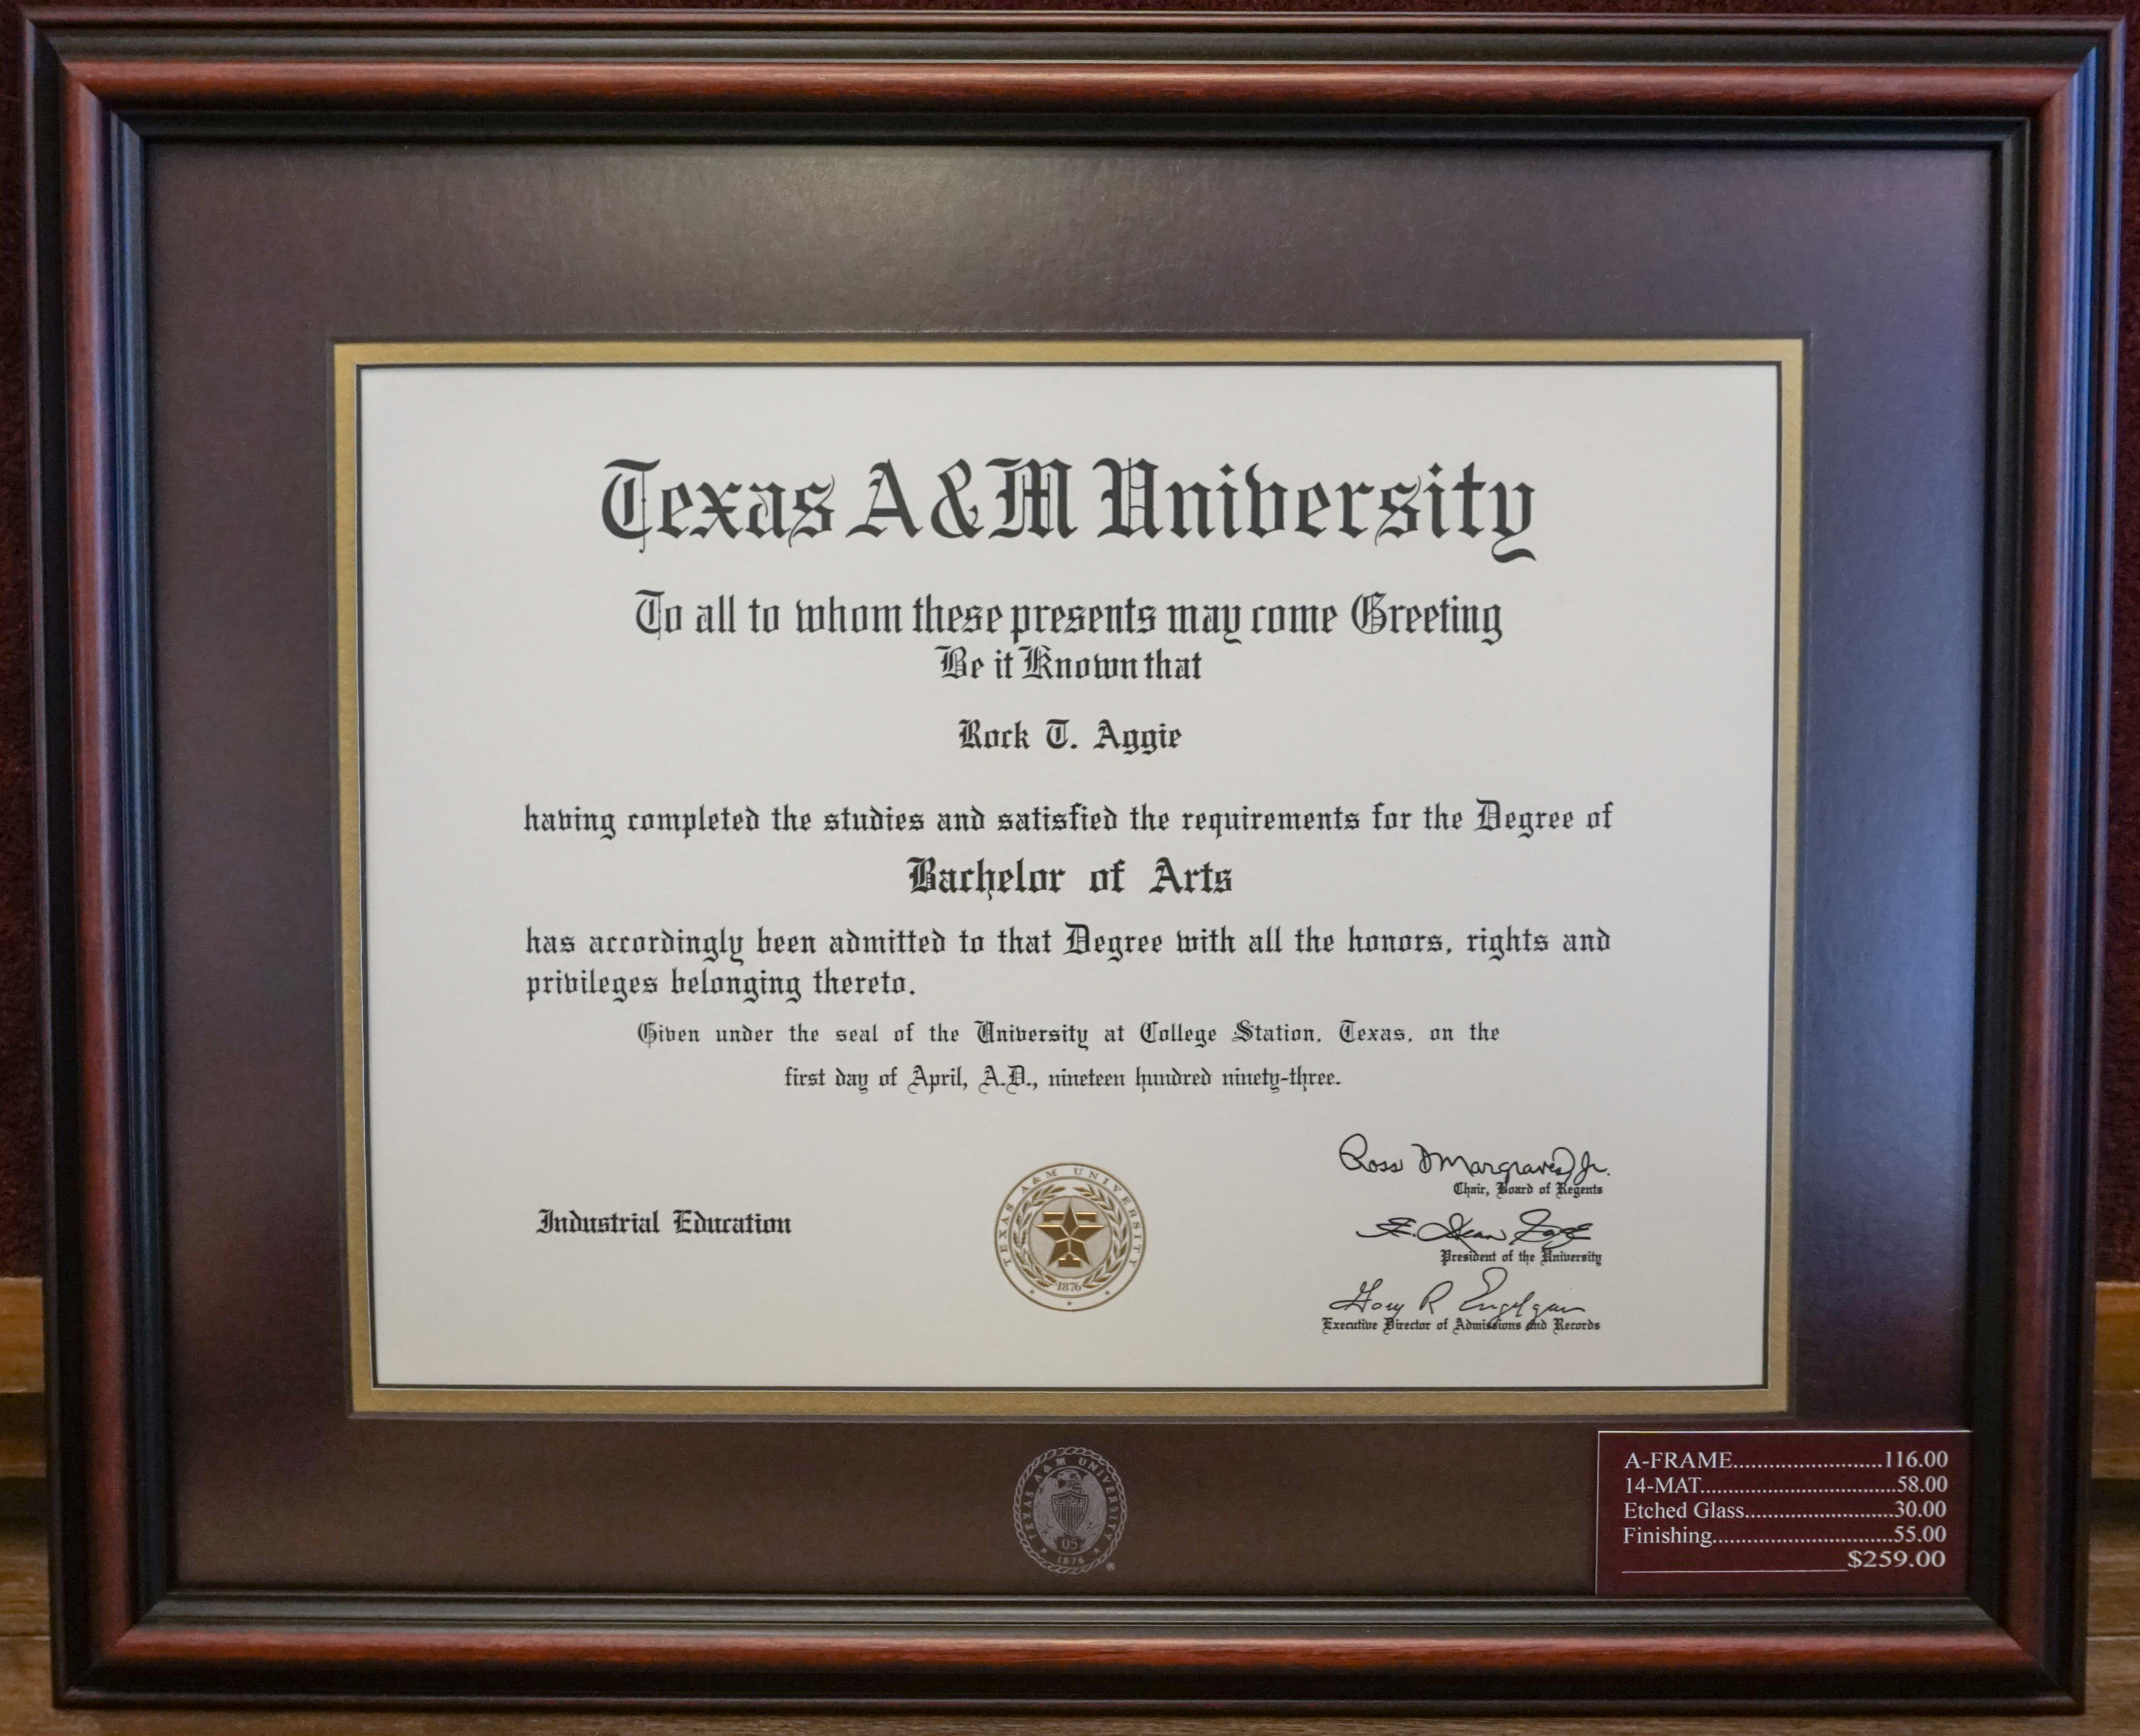 Texas A&M University
To all to whom these presents may come Greeting
Be it Known that
Rock T. Aggie
having completed the studies and satisfied the requirements for the Degree of
Bachelor of Arts
has accordingly been admitted to that Degree with all the honors, rights and
privileges belonging thereto.
Given under the seal of the University at College Station, Texas, on the
first day of April, A.D., nineteen hundred ninety-three.
Industrial Education
TEXAS A&M UNIVERSITY
1876
Ross Margraves, Jr.
Chair, Board of Regents
E. Dean Gage
President of the University
Gary R Engelgau
Executive Director of Admissions and Records
TEXAS A&M UNIVERSITY
05
1876
®
A-FRAME.........................116.00
14-MAT.................................58.00
Etched Glass.........................30.00
Finishing..............................55.00
$259.00